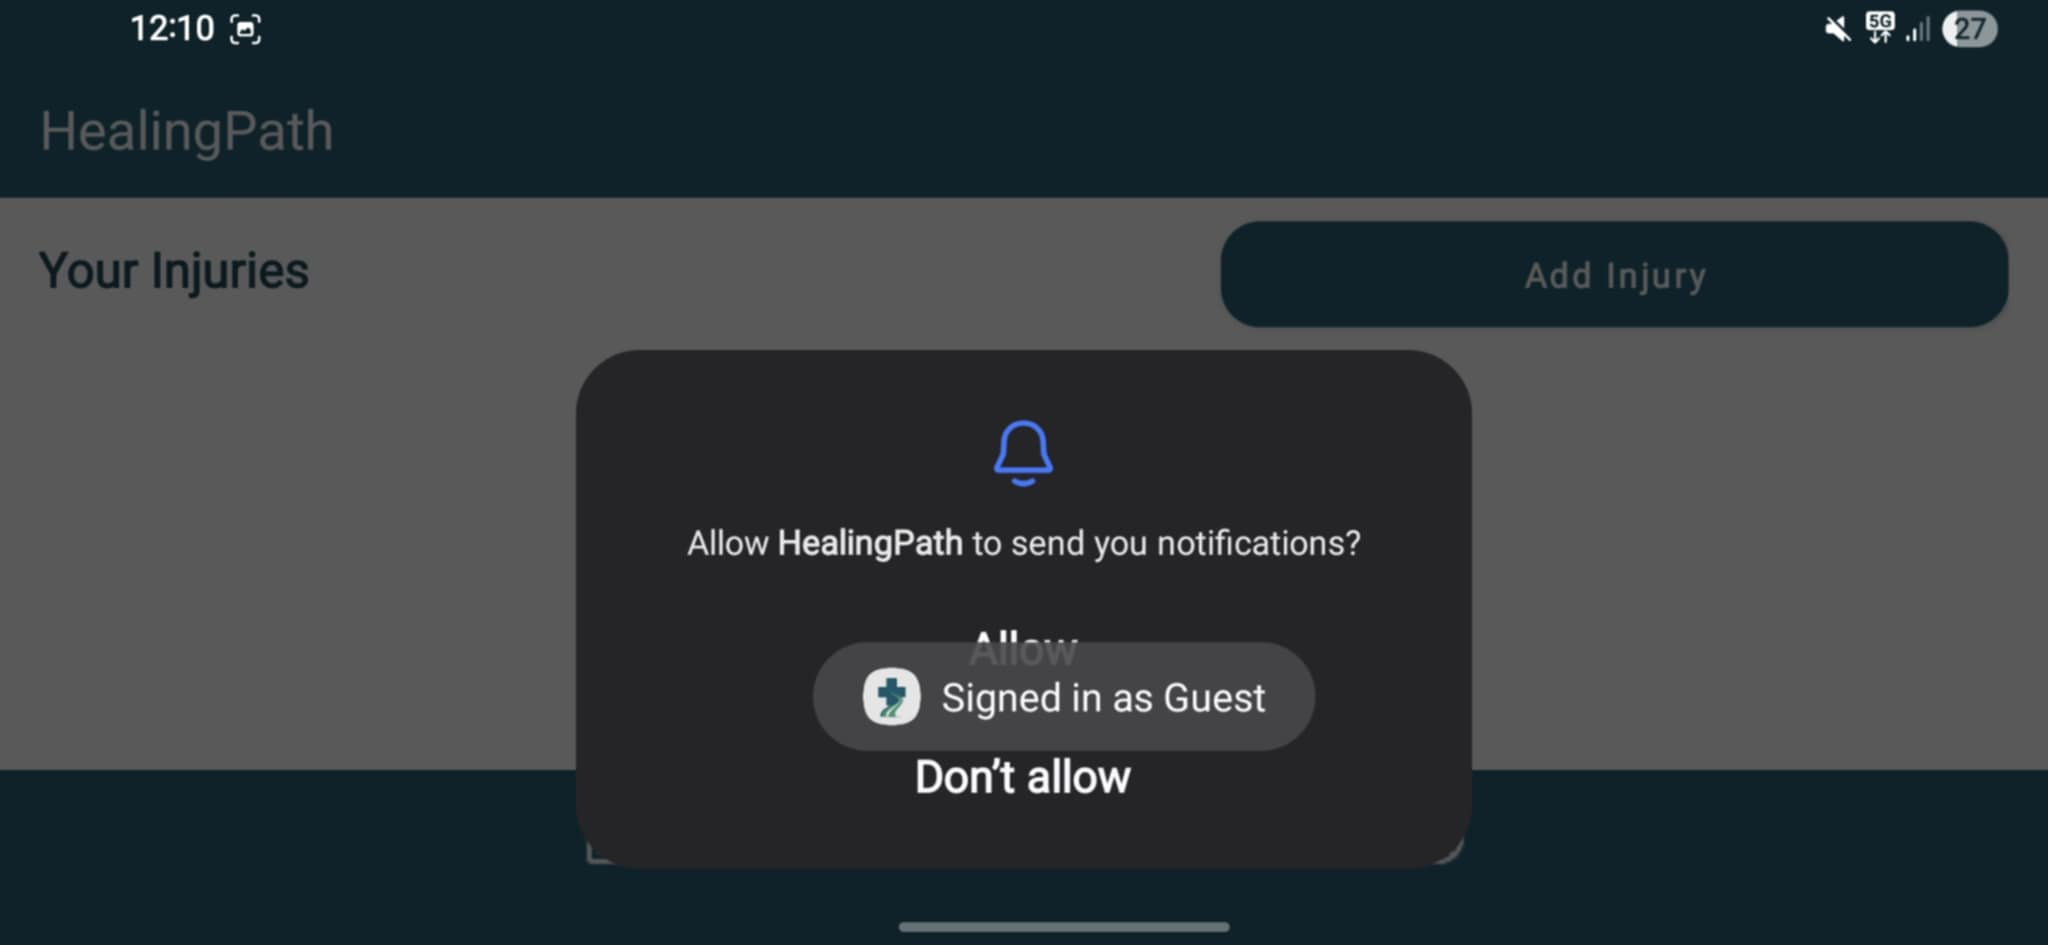 12:10
5G
27
HealingPath
Your Injuries
Add Injury
Allow HealingPath to send you notifications?
Allow
Signed in as Guest
Don’t allow